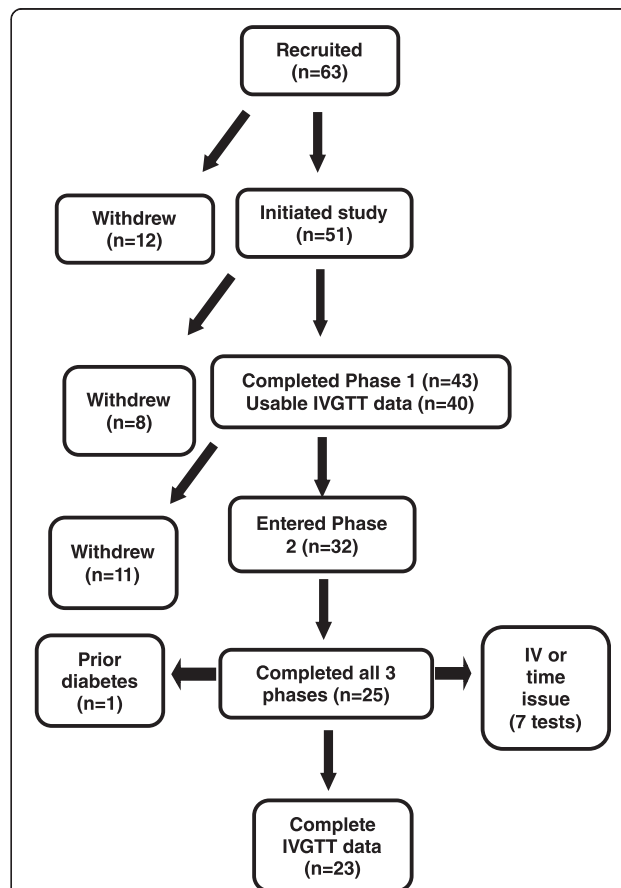 Recruited
(n=63)
Withdrew
(n=12)
Initiated study
(n=51)
Withdrew
(n=8)
Completed Phase 1 (n=43)
Usable IVGTT data (n=40)
Withdrew
(n=11)
Entered Phase
2 (n=32)
Prior
diabetes
(n=1)
Completed all 3
phases (n=25)
IV or
time
issue
(7 tests)
Complete
IVGTT data
(n=23)